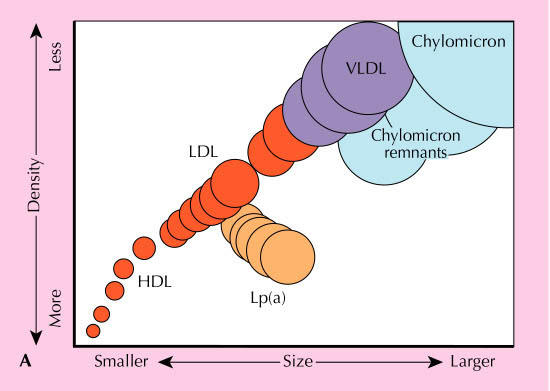 Less
Density
More
Chylomicron
VLDL
Chylomicron
remnants
LDL
HDL
Lp(a)
A
Smaller
Size
Larger